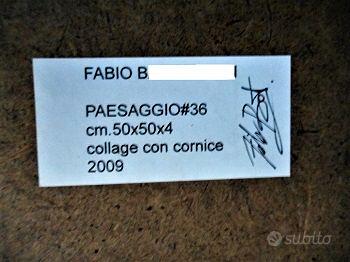 FABIO B
PAESAGGIO#36
cm.50x50x4
collage con cornice
2009
subito